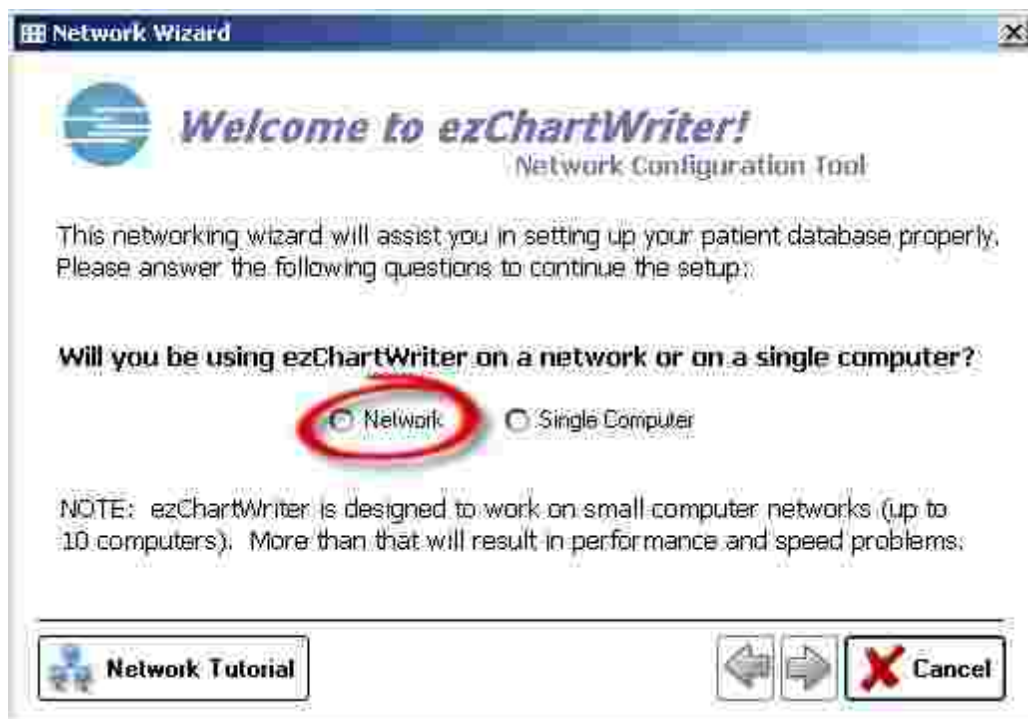 Network Wizard
Welcome to ezChartWriter!
Network Configuration Tool
This networking wizard will assist you in setting up your patient database properly.
Please answer the following questions to continue the setup:
Will you be using ezChartWriter on a network or on a single computer?
Network Single Computer
NOTE: ezChartWriter is designed to work on small computer networks (up to
10 computers). More than that will result in performance and speed problems.
Network Tutorial Cancel